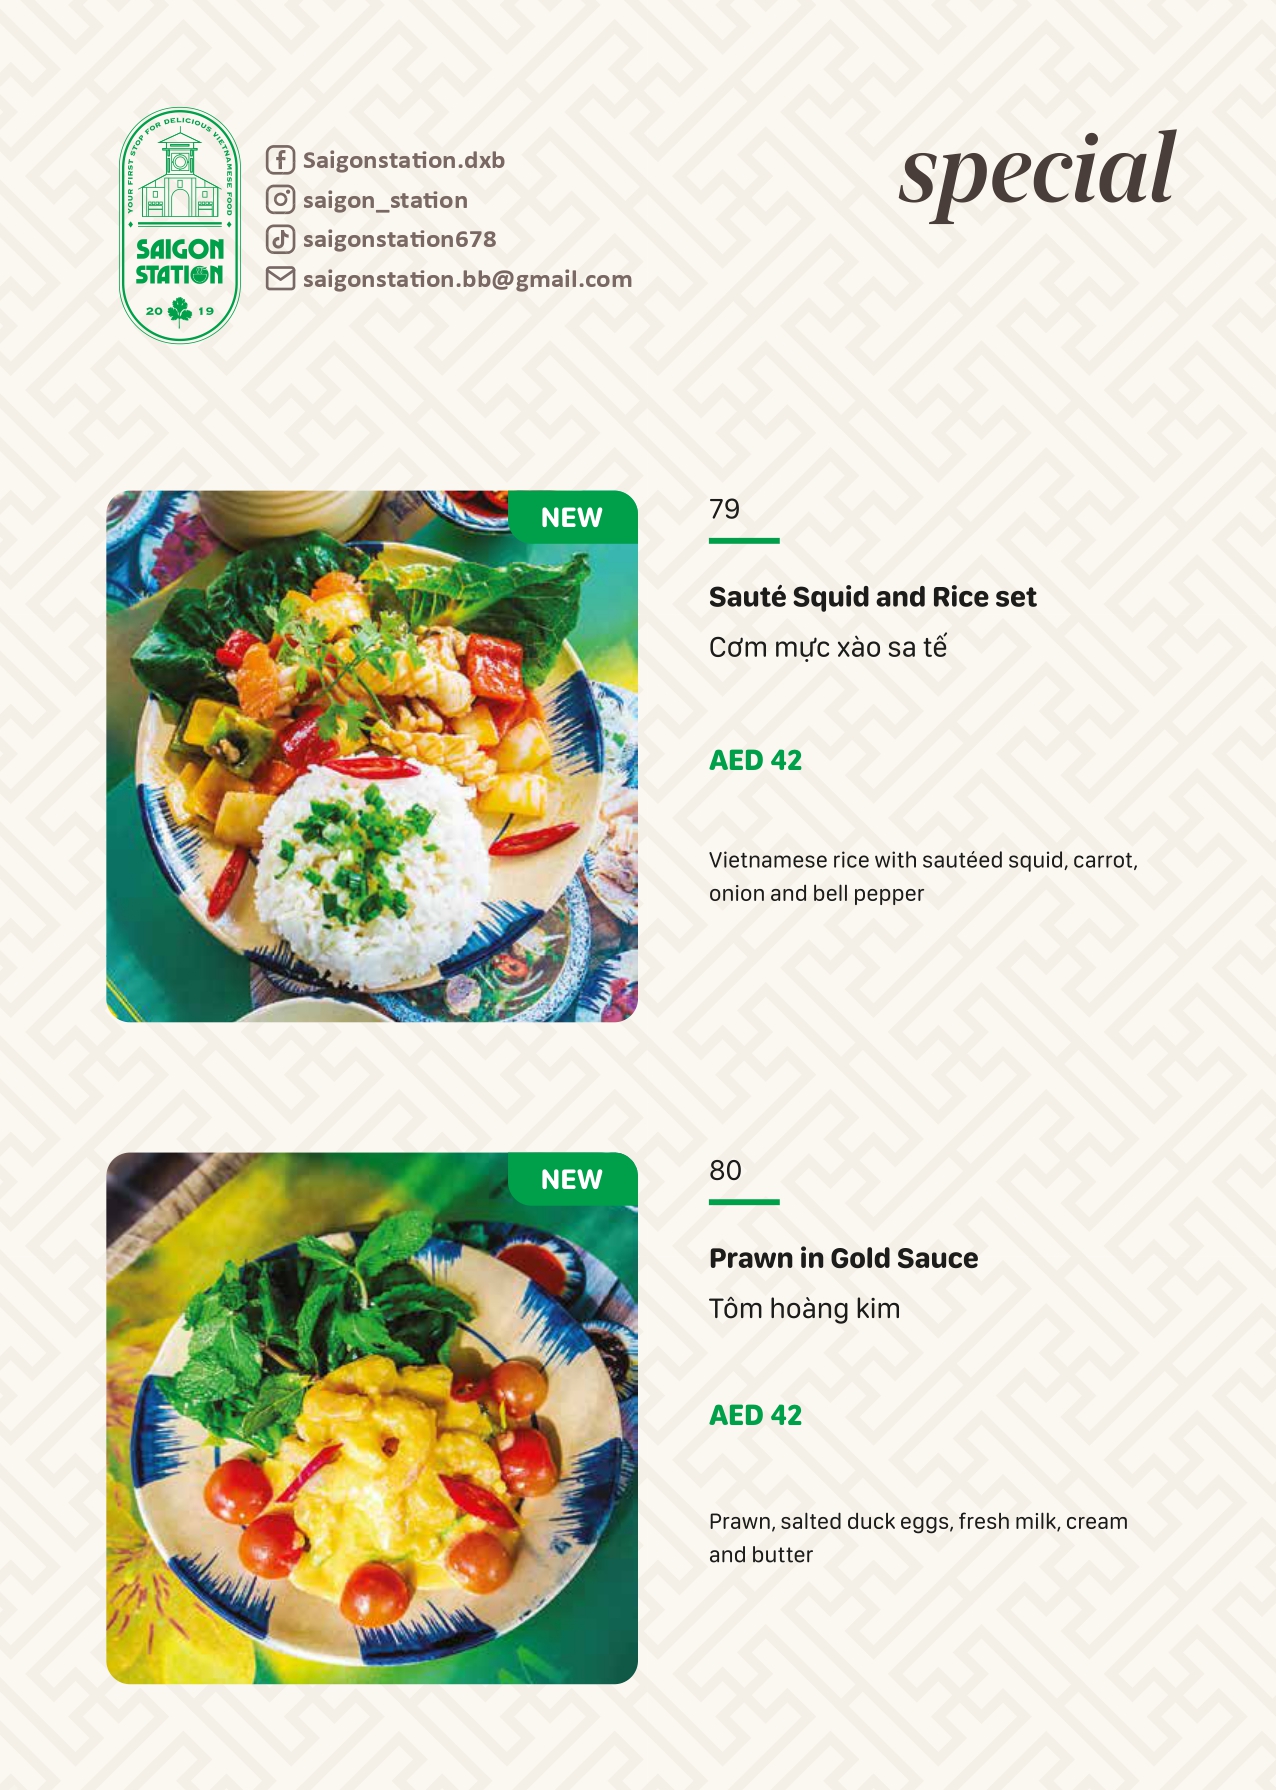 YOUR FIRST STOP FOR DELICIOUS VIETNAMESE FOOD
SAIGON
STATION
20 19
Saigonstation.dxb
saigon_station
saigonstation678
saigonstation.bb@gmail.com
special
NEW
79
Sauté Squid and Rice set
Cơm mực xào sa tế
AED 42
Vietnamese rice with sautéed squid, carrot,
onion and bell pepper
NEW
80
Prawn in Gold Sauce
Tôm hoàng kim
AED 42
Prawn, salted duck eggs, fresh milk, cream
and butter